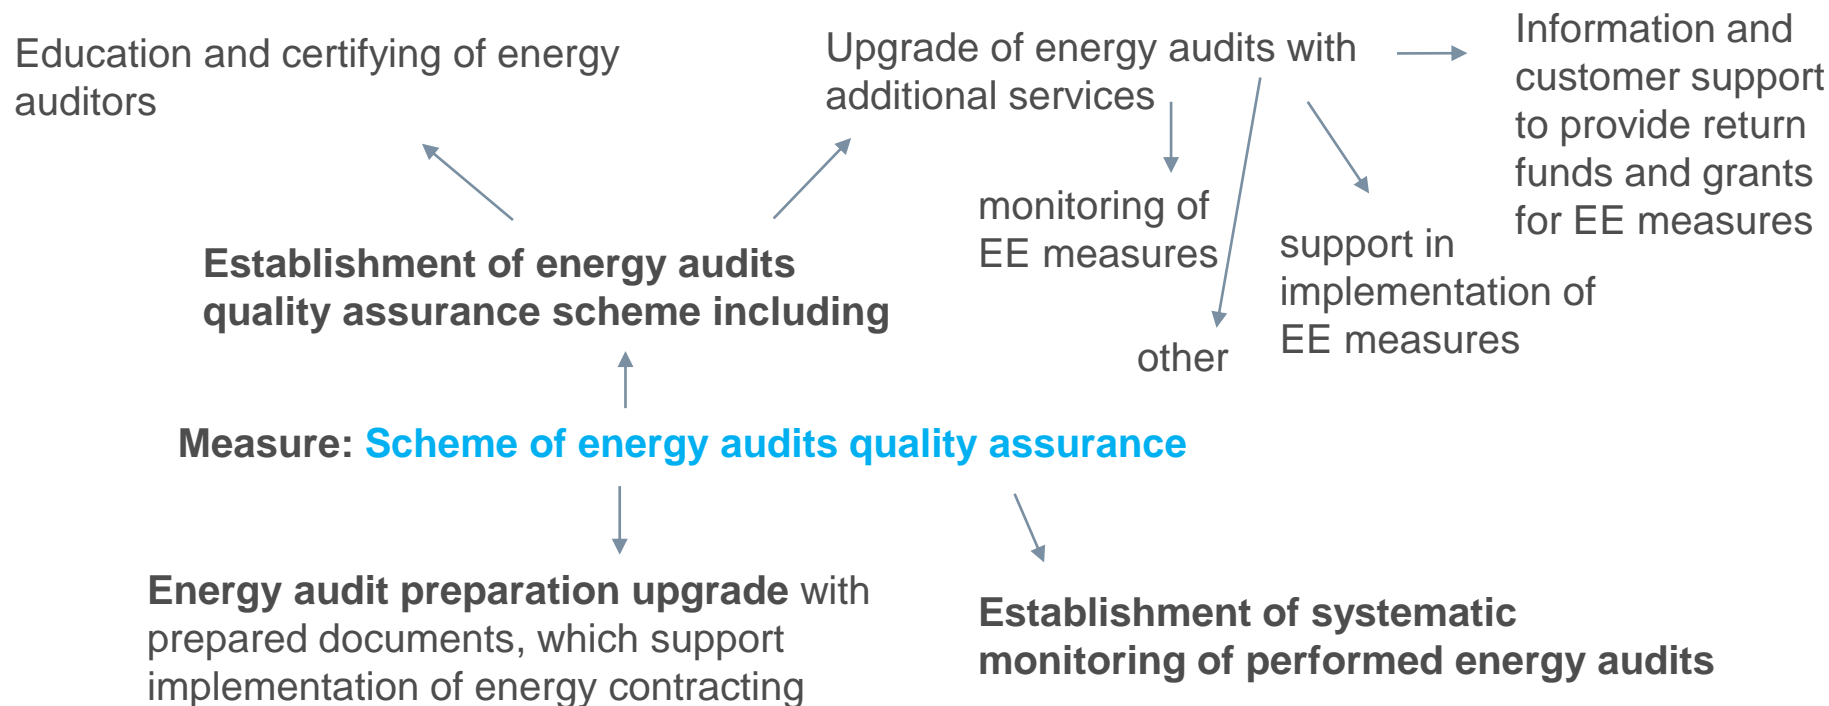 Education and certifying of energy
auditors
Upgrade of energy audits with
additional services
Information and
customer support
to provide return
funds and grants
for EE measures
monitoring of
EE measures
support in
implementation of
EE measures
other
Establishment of energy audits
quality assurance scheme including
Measure: Scheme of energy audits quality assurance
Energy audit preparation upgrade with
prepared documents, which support
implementation of energy contracting
Establishment of systematic
monitoring of performed energy audits